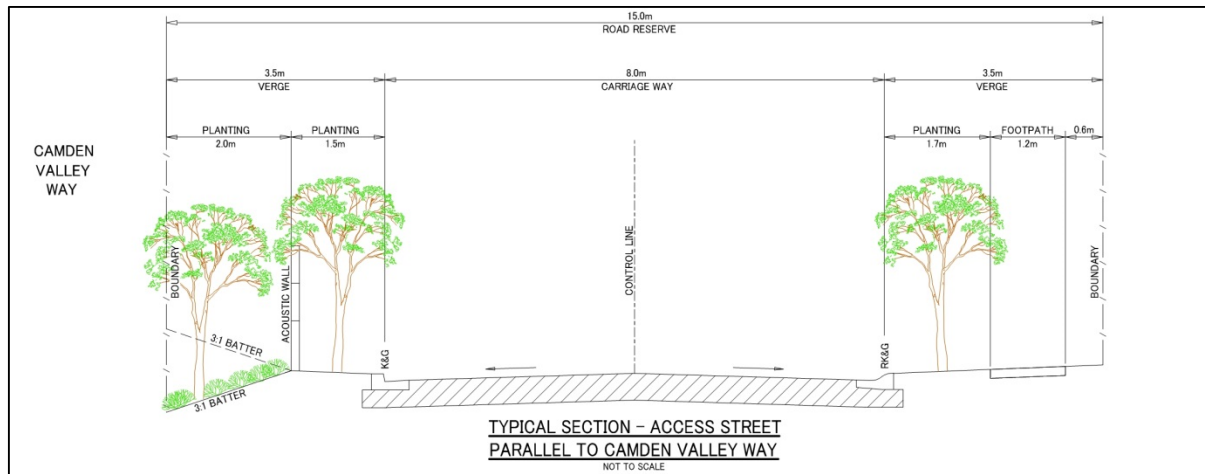 15.0m
ROAD RESERVE
3.5m
VERGE
8.0m
CARRIAGE WAY
3.5m
VERGE
PLANTING
2.0m
PLANTING
1.5m
PLANTING
1.7m
FOOTPATH
1.2m
0.6m
CAMDEN
VALLEY
WAY
BOUNDARY
3:1 BATTER
3:1 BATTER
ACOUSTIC WALL
K&G
CONTROL LINE
RK&G
BOUNDARY
TYPICAL SECTION - ACCESS STREET
PARALLEL TO CAMDEN VALLEY WAY
NOT TO SCALE